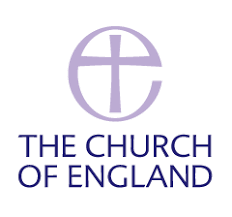 THE CHURCH
OF ENGLAND